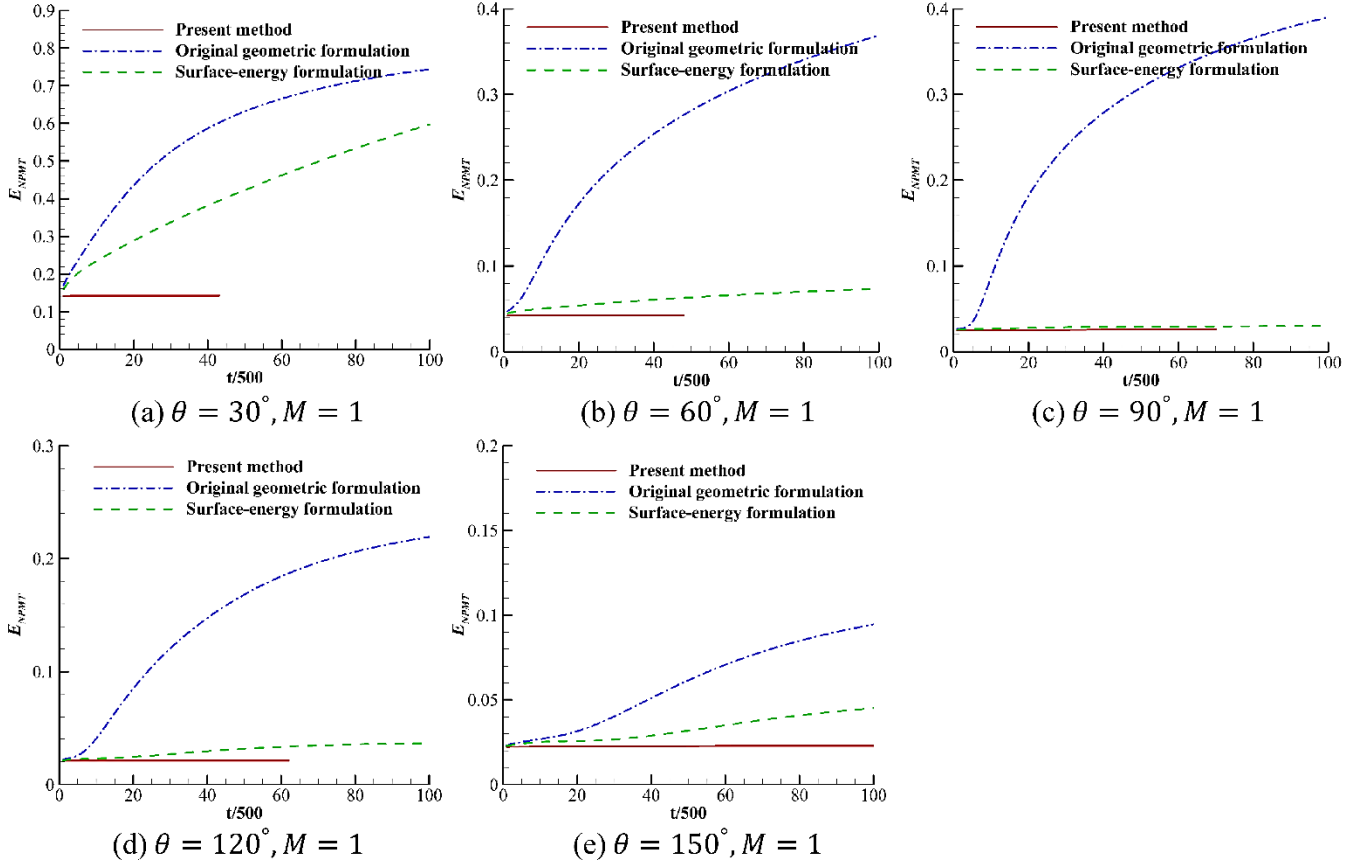 Present method
Original geometric formulation
Surface-energy formulation
0.9
0.8
0.7
0.6
0.5
0.4
0.3
0.2
0.1
0
E_NPMT
0 20 40 60 80 100
t/500
(a) θ = 30°, M = 1
Present method
Original geometric formulation
Surface-energy formulation
0.4
0.3
0.2
0.1
0
E_NPMT
0 20 40 60 80 100
t/500
(b) θ = 60°, M = 1
Present method
Original geometric formulation
Surface-energy formulation
0.4
0.3
0.2
0.1
0
E_NPMT
0 20 40 60 80 100
t/500
(c) θ = 90°, M = 1
Present method
Original geometric formulation
Surface-energy formulation
0.3
0.2
0.1
0
E_NPMT
0 20 40 60 80 100
t/500
(d) θ = 120°, M = 1
Present method
Original geometric formulation
Surface-energy formulation
0.2
0.15
0.1
0.05
0
E_NPMT
0 20 40 60 80 100
t/500
(e) θ = 150°, M = 1